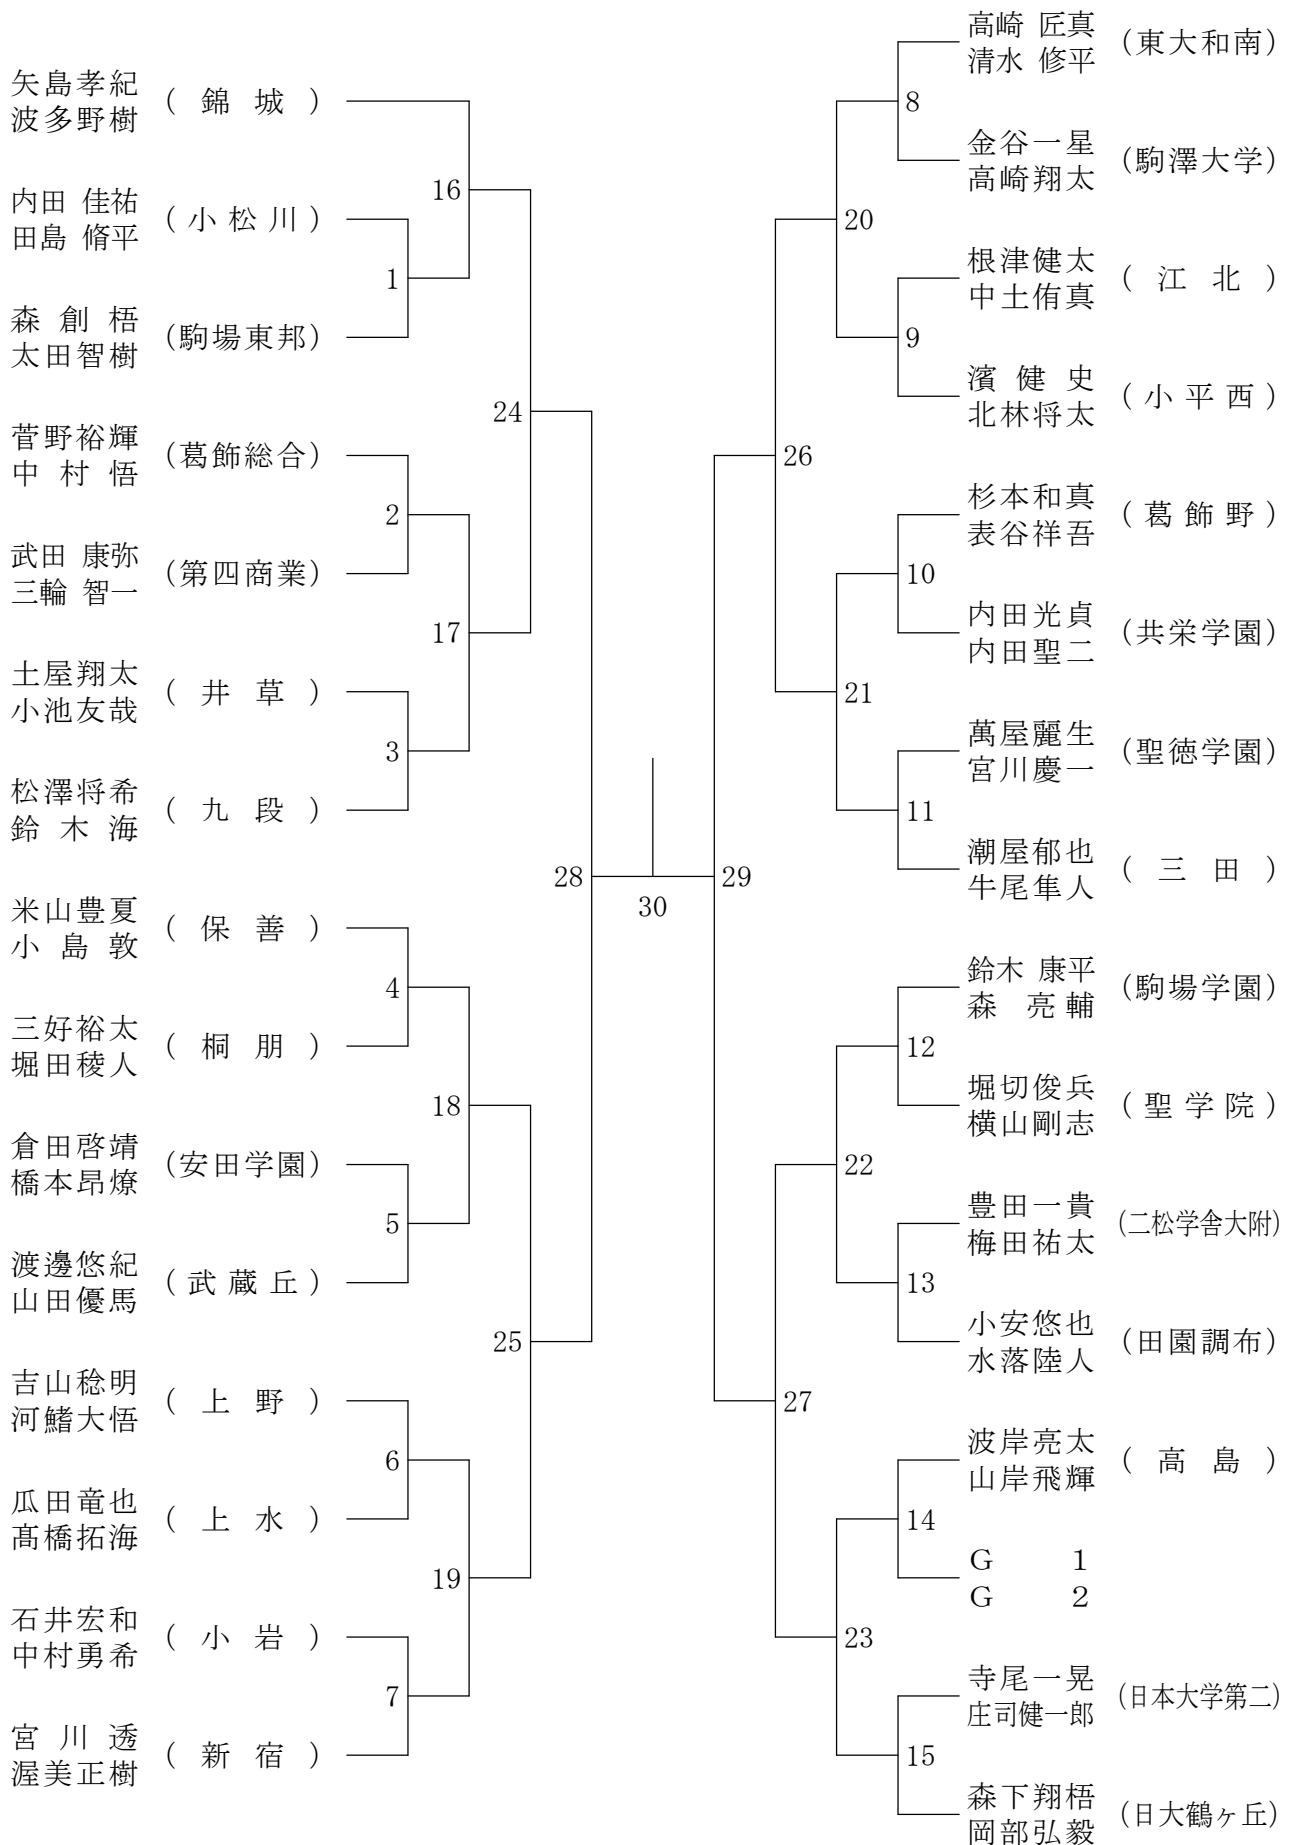 矢島孝紀
波多野樹
(錦城)
内田 佳祐
田島 脩平
(小松川)
森創梧
太田智樹
(駒場東邦)
菅野裕輝
中村悟
(葛飾総合)
武田 康弥
三輪 智一
(第四商業)
土屋翔太
小池友哉
(井草)
松澤将希
鈴木海
(九段)
米山豊夏
小島敦
(保善)
三好裕太
堀田稜人
(桐朋)
倉田啓靖
橋本昂燎
(安田学園)
渡邊悠紀
山田優馬
(武蔵丘)
吉山稔明
河鰭大悟
(上野)
瓜田竜也
髙橋拓海
(上水)
石井宏和
中村勇希
(小岩)
宮川透
渥美正樹
(新宿)
1
2
3
4
5
6
7
16
17
18
19
24
25
28
30
29
26
27
20
21
22
23
8
9
10
11
12
13
14
15
高崎 匠真
清水 修平
(東大和南)
金谷一星
高崎翔太
(駒澤大学)
根津健太
中土侑真
(江北)
濱健史
北林将太
(小平西)
杉本和真
表谷祥吾
(葛飾野)
内田光貞
内田聖二
(共栄学園)
萬屋麗生
宮川慶一
(聖徳学園)
潮屋郁也
牛尾隼人
(三田)
鈴木 康平
森 亮輔
(駒場学園)
堀切俊兵
横山剛志
(聖学院)
豊田一貴
梅田祐太
(二松学舎大附)
小安悠也
水落陸人
(田園調布)
波岸亮太
山岸飛輝
(高島)
G 1
G 2
寺尾一晃
庄司健一郎
(日本大学第二)
森下翔梧
岡部弘毅
(日大鶴ヶ丘)